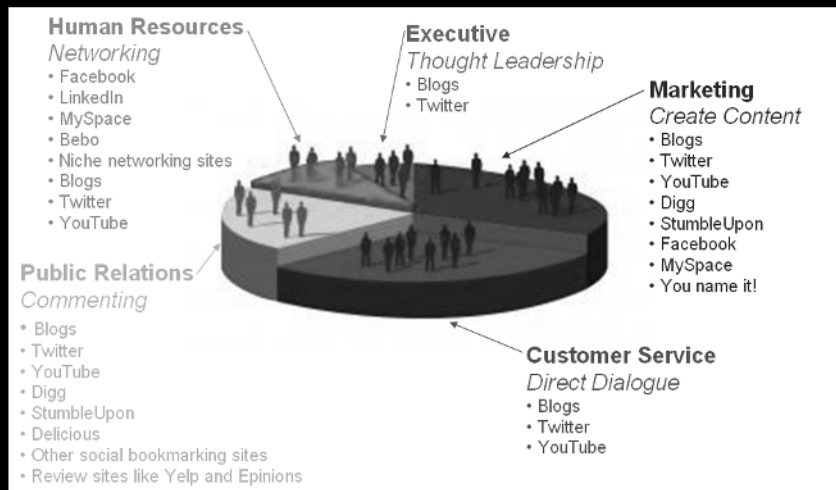 Human Resources
Networking
• Facebook
• LinkedIn
• MySpace
• Bebo
• Niche networking sites
• Blogs
• Twitter
• YouTube
Executive
Thought Leadership
• Blogs
• Twitter
Marketing
Create Content
• Blogs
• Twitter
• YouTube
• Digg
• StumbleUpon
• Facebook
• MySpace
• You name it!
Public Relations
Commenting
• Blogs
• Twitter
• YouTube
• Digg
• StumbleUpon
• Delicious
• Other social bookmarking sites
• Review sites like Yelp and Epinions
Customer Service
Direct Dialogue
• Blogs
• Twitter
• YouTube